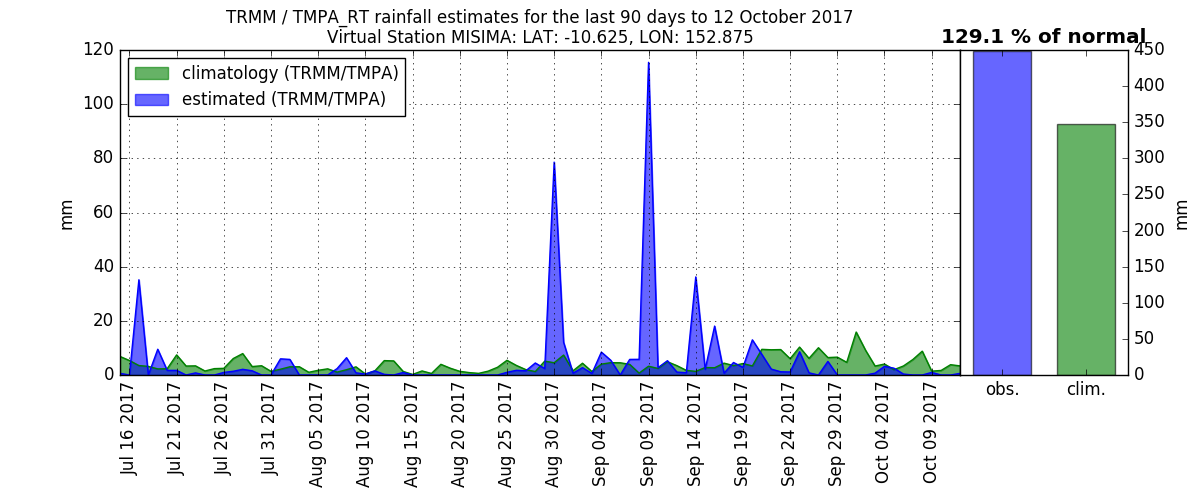 TRMM / TMPA_RT rainfall estimates for the last 90 days to 12 October 2017
Virtual Station MISIMA: LAT: -10.625, LON: 152.875
129.1 % of normal
climatology (TRMM/TMPA)
estimated (TRMM/TMPA)
120
100
80
60
40
20
0
mm
Jul 16 2017
Jul 21 2017
Jul 26 2017
Jul 31 2017
Aug 05 2017
Aug 10 2017
Aug 15 2017
Aug 20 2017
Aug 25 2017
Aug 30 2017
Sep 04 2017
Sep 09 2017
Sep 14 2017
Sep 19 2017
Sep 24 2017
Sep 29 2017
Oct 04 2017
Oct 09 2017
450
400
350
300
250
200
150
100
50
0
mm
obs.
clim.